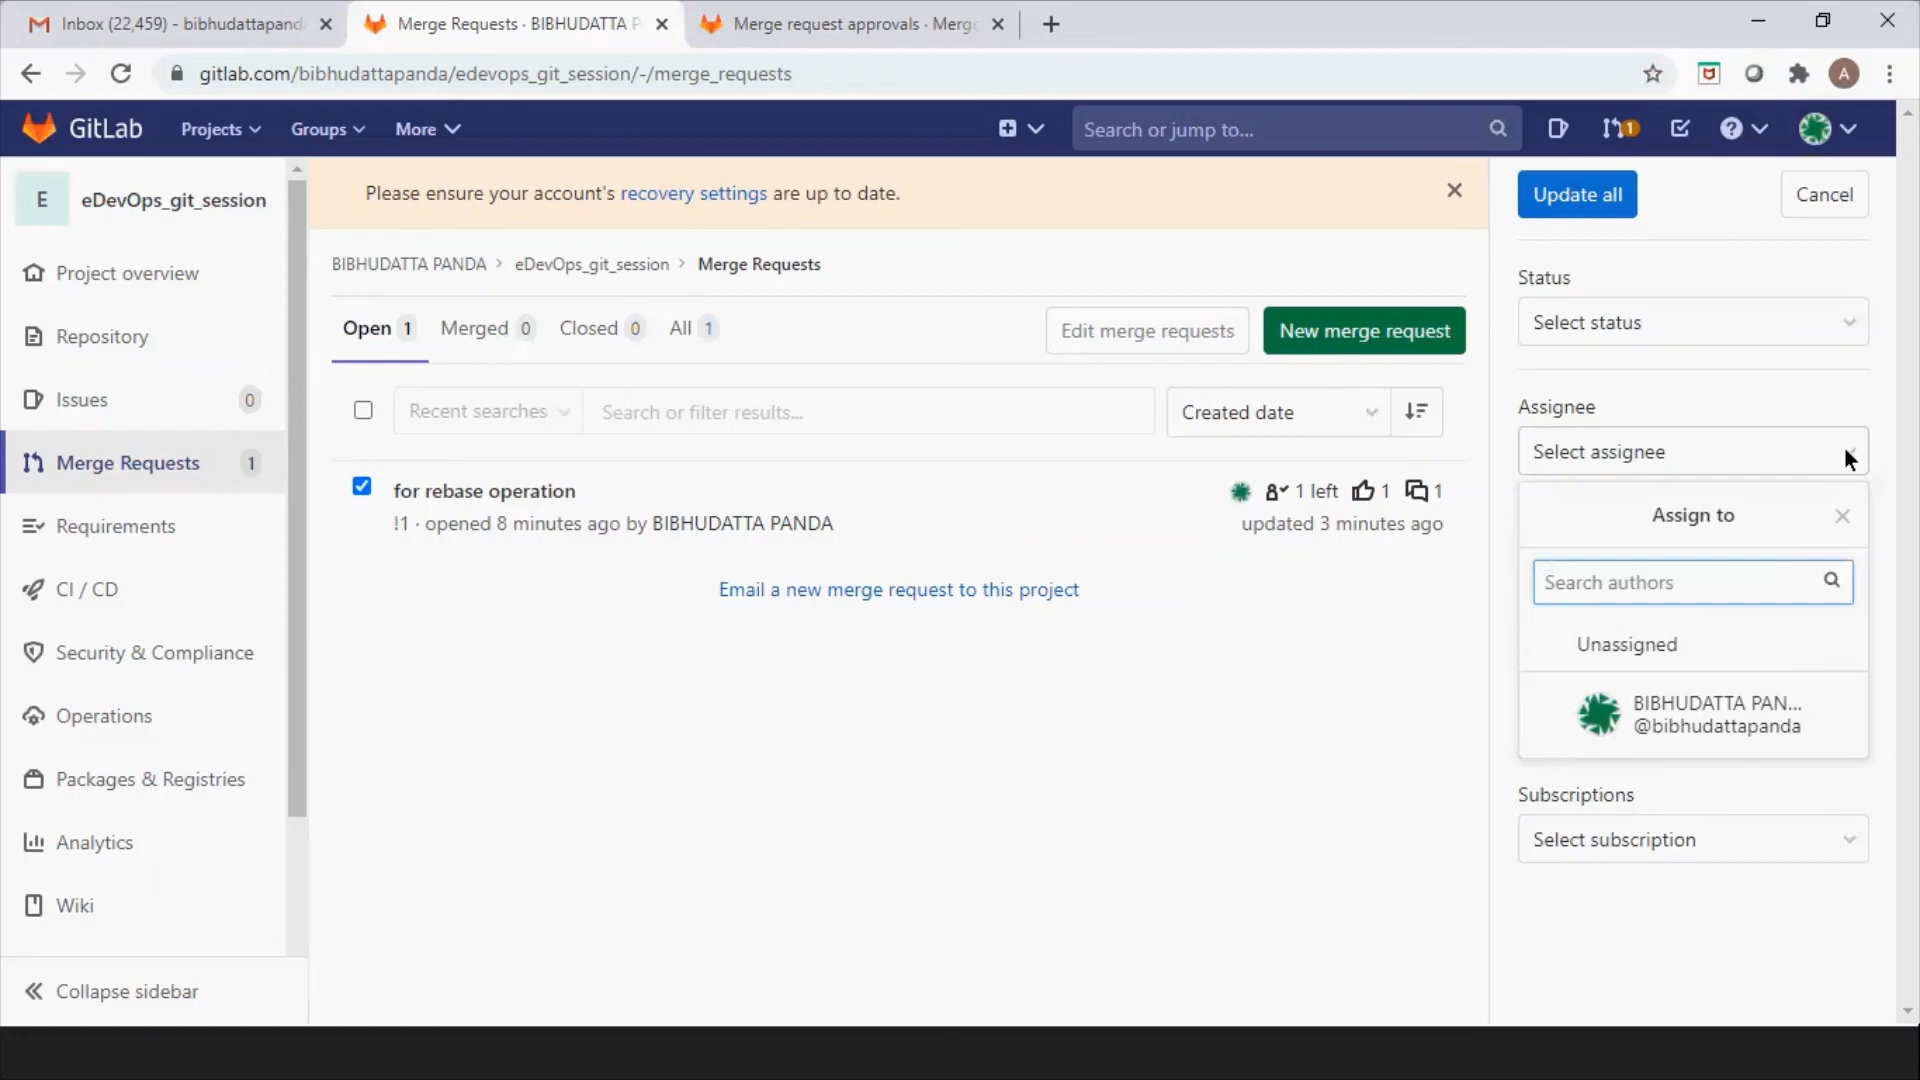 Inbox (22,459) - bibhudattapand
Merge Requests · BIBHUDATTA P
Merge request approvals · Merg
gitlab.com/bibhudattapanda/edevops_git_session/-/merge_requests
A
GitLab
Projects
Groups
More
Search or jump to...
1
E
eDevOps_git_session
Project overview
Repository
Issues 0
Merge Requests 1
Requirements
CI / CD
Security & Compliance
Operations
Packages & Registries
Analytics
Wiki
Collapse sidebar
Please ensure your account's recovery settings are up to date.
BIBHUDATTA PANDA > eDevOps_git_session > Merge Requests
Open 1 Merged 0 Closed 0 All 1
Edit merge requests
New merge request
Recent searches
Search or filter results...
Created date
for rebase operation
1 left 1 1
!1 · opened 8 minutes ago by BIBHUDATTA PANDA
updated 3 minutes ago
Email a new merge request to this project
Update all
Cancel
Status
Select status
Assignee
Select assignee
Assign to
Search authors
Unassigned
BIBHUDATTA PAN...
@bibhudattapanda
Subscriptions
Select subscription